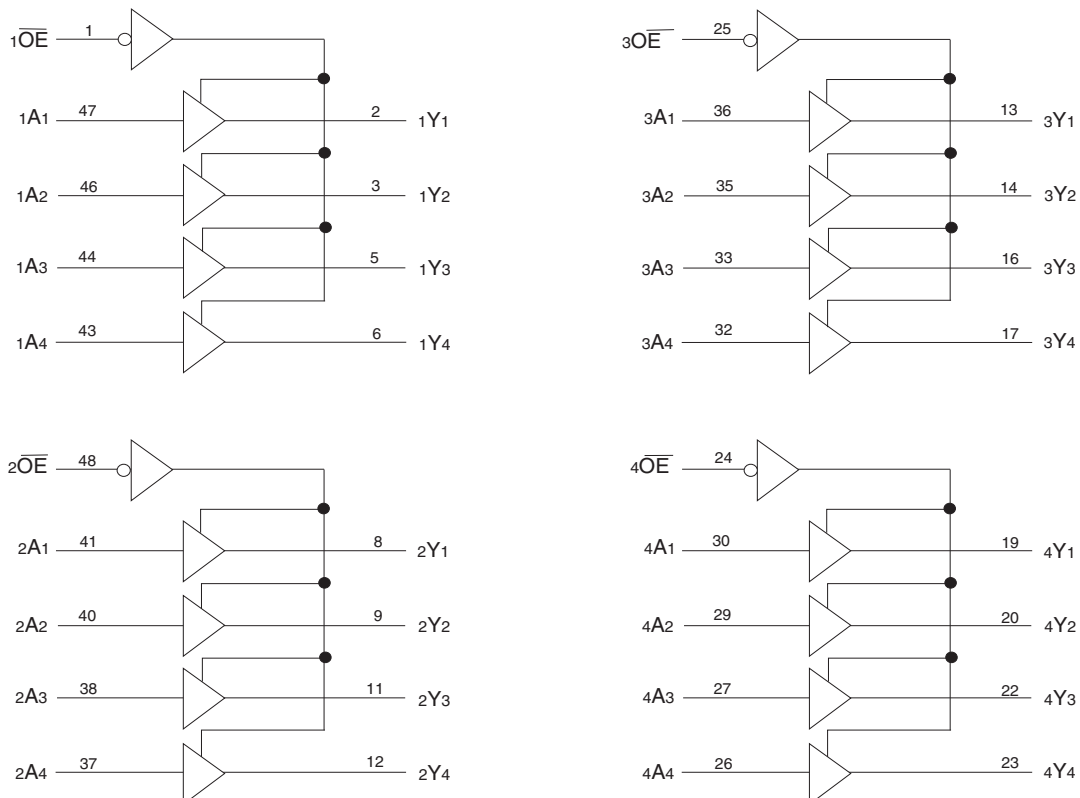 1OE 1
1A1 47 2 1Y1
1A2 46 3 1Y2
1A3 44 5 1Y3
1A4 43 6 1Y4
3OE 25
3A1 36 13 3Y1
3A2 35 14 3Y2
3A3 33 16 3Y3
3A4 32 17 3Y4
2OE 48
2A1 41 8 2Y1
2A2 40 9 2Y2
2A3 38 11 2Y3
2A4 37 12 2Y4
4OE 24
4A1 30 19 4Y1
4A2 29 20 4Y2
4A3 27 22 4Y3
4A4 26 23 4Y4